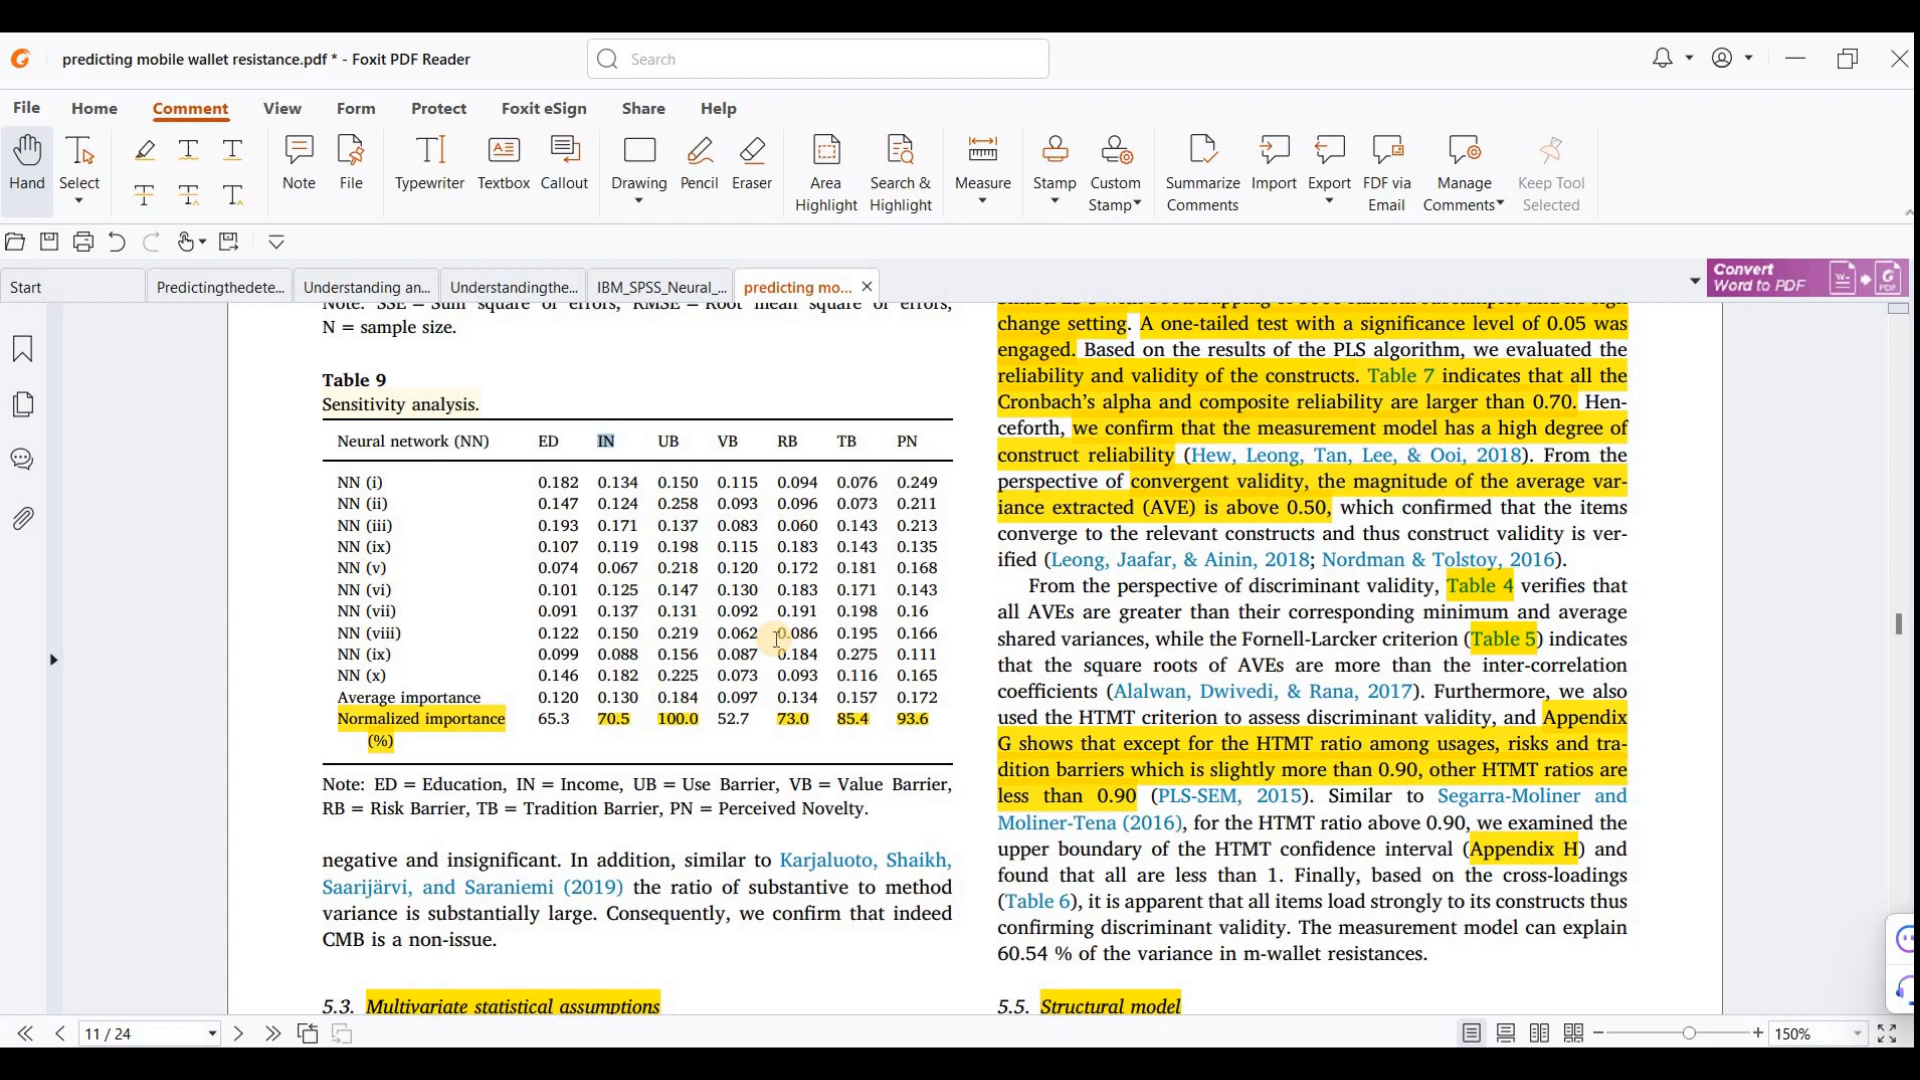 predicting mobile wallet resistance.pdf * - Foxit PDF Reader
Search
File Home Comment View Form Protect Foxit eSign Share Help
Hand Select Note File Typewriter Textbox Callout Drawing Pencil Eraser Area Highlight Search & Highlight Measure Stamp Custom Stamp Summarize Comments Import Export FDF via Email Manage Comments Keep Tool Selected
Start Predictingthedete... Understanding an... Understandingthe... IBM_SPSS_Neural_... predicting mo...
Convert
Word to PDF
PDF
N = sample size.
Table 9
Sensitivity analysis.
Neural network (NN) ED IN UB VB RB TB PN
NN (i) 0.182 0.134 0.150 0.115 0.094 0.076 0.249
NN (ii) 0.147 0.124 0.258 0.093 0.096 0.073 0.211
NN (iii) 0.193 0.171 0.137 0.083 0.060 0.143 0.213
NN (ix) 0.107 0.119 0.198 0.115 0.183 0.143 0.135
NN (v) 0.074 0.067 0.218 0.120 0.172 0.181 0.168
NN (vi) 0.101 0.125 0.147 0.130 0.183 0.171 0.143
NN (vii) 0.091 0.137 0.131 0.092 0.191 0.198 0.16
NN (viii) 0.122 0.150 0.219 0.062 0.086 0.195 0.166
NN (ix) 0.099 0.088 0.156 0.087 0.184 0.275 0.111
NN (x) 0.146 0.182 0.225 0.073 0.093 0.116 0.165
Average importance 0.120 0.130 0.184 0.097 0.134 0.157 0.172
Normalized importance 65.3 70.5 100.0 52.7 73.0 85.4 93.6
(%)
Note: ED = Education, IN = Income, UB = Use Barrier, VB = Value Barrier,
RB = Risk Barrier, TB = Tradition Barrier, PN = Perceived Novelty.
negative and insignificant. In addition, similar to Karjaluoto, Shaikh,
Saarijärvi, and Saraniemi (2019) the ratio of substantive to method
variance is substantially large. Consequently, we confirm that indeed
CMB is a non-issue.
5.3. Multivariate statistical assumptions
change setting. A one-tailed test with a significance level of 0.05 was
engaged. Based on the results of the PLS algorithm, we evaluated the
reliability and validity of the constructs. Table 7 indicates that all the
Cronbach's alpha and composite reliability are larger than 0.70. Hen-
ceforth, we confirm that the measurement model has a high degree of
construct reliability (Hew, Leong, Tan, Lee, & Ooi, 2018). From the
perspective of convergent validity, the magnitude of the average var-
iance extracted (AVE) is above 0.50, which confirmed that the items
converge to the relevant constructs and thus construct validity is ver-
ified (Leong, Jaafar, & Ainin, 2018; Nordman & Tolstoy, 2016).
From the perspective of discriminant validity, Table 4 verifies that
all AVEs are greater than their corresponding minimum and average
shared variances, while the Fornell-Larcker criterion (Table 5) indicates
that the square roots of AVEs are more than the inter-correlation
coefficients (Alalwan, Dwivedi, & Rana, 2017). Furthermore, we also
used the HTMT criterion to assess discriminant validity, and Appendix
G shows that except for the HTMT ratio among usages, risks and tra-
dition barriers which is slightly more than 0.90, other HTMT ratios are
less than 0.90 (PLS-SEM, 2015). Similar to Segarra-Moliner and
Moliner-Tena (2016), for the HTMT ratio above 0.90, we examined the
upper boundary of the HTMT confidence interval (Appendix H) and
found that all are less than 1. Finally, based on the cross-loadings
(Table 6), it is apparent that all items load strongly to its constructs thus
confirming discriminant validity. The measurement model can explain
60.54 % of the variance in m-wallet resistances.
5.5. Structural model
11 / 24
150%